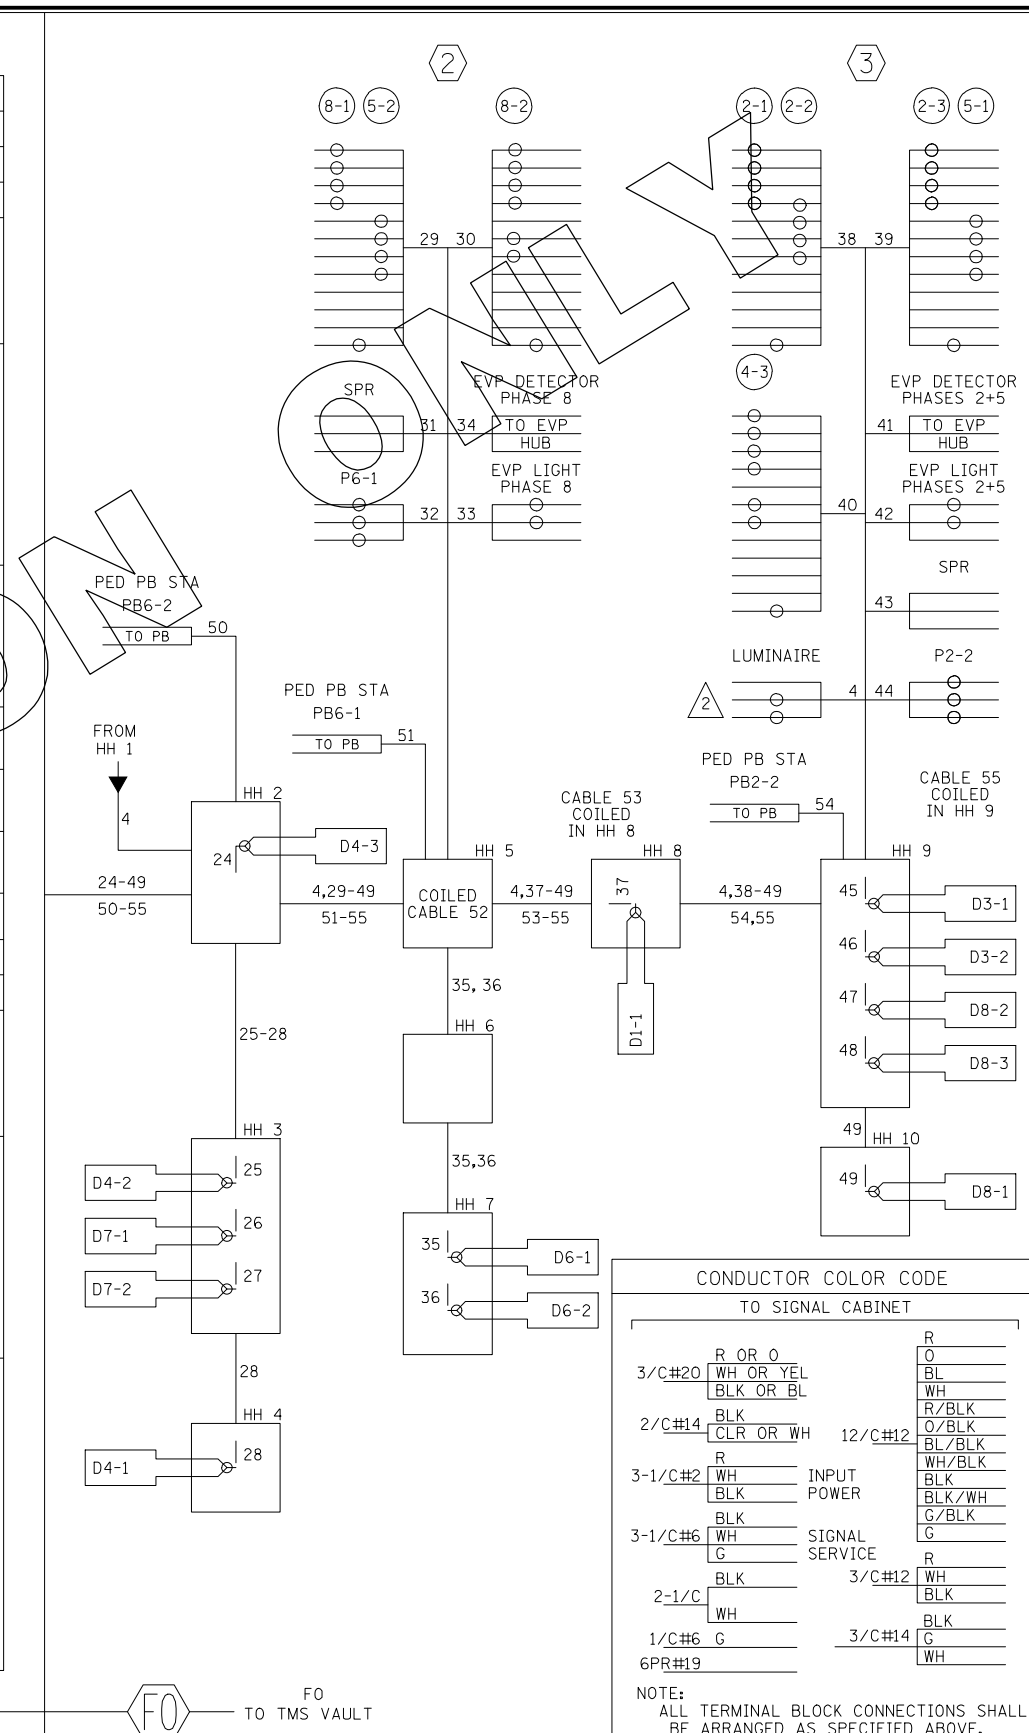 2
3
8-1 5-2
8-2
2-1 2-2
2-3 5-1
29 30
38 39
4-3
SPR
31 34
EVP DETECTOR
PHASE 8
TO EVP
HUB
P6-1
32 33
EVP LIGHT
PHASE 8
EVP DETECTOR
PHASES 2+5
41
TO EVP
HUB
EVP LIGHT
PHASES 2+5
40
42
SPR
43
LUMINAIRE
2
4 44
P2-2
ONLY
N
PED PB STA
PB6-2
TO PB
50
PED PB STA
PB6-1
TO PB
51
FROM
HH 1
4
PED PB STA
PB2-2
TO PB
54
CABLE 53
COILED
IN HH 8
CABLE 55
COILED
IN HH 9
HH 2
24
D4-3
24-49
50-55
4,29-49
51-55
HH 5
COILED
CABLE 52
4,37-49
53-55
HH 8
37
D1-1
4,38-49
54,55
HH 9
45
D3-1
46
D3-2
47
D8-2
48
D8-3
35,36
HH 6
35,36
25-28
HH 3
D4-2
25
D7-1
26
D7-2
27
28
HH 4
D4-1
28
HH 7
35
D6-1
36
D6-2
49
HH 10
49
D8-1
CONDUCTOR COLOR CODE
TO SIGNAL CABINET
3/C#20
R OR O
WH OR YEL
BLK OR BL
2/C#14
BLK
CLR OR WH
3-1/C#2
R
WH
BLK
INPUT
POWER
3-1/C#6
BLK
WH
G
SIGNAL
SERVICE
2-1/C
BLK
WH
1/C#6 G
6PR#19
12/C#12
R
O
BL
WH
R/BLK
O/BLK
BL/BLK
WH/BLK
BLK
BLK/WH
G/BLK
G
3/C#12
R
WH
BLK
3/C#14
BLK
G
WH
NOTE:
ALL TERMINAL BLOCK CONNECTIONS SHALL
BE ARRANGED AS SPECIFIED ABOVE.
FO
FO
TO TMS VAULT